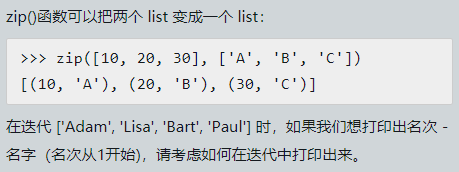 zip()函数可以把两个 list 变成一个 list：
>>> zip([10, 20, 30], ['A', 'B', 'C'])
[(10, 'A'), (20, 'B'), (30, 'C')]
在迭代 ['Adam', 'Lisa', 'Bart', 'Paul'] 时，如果我们想打印出名次 -
名字（名次从1开始)，请考虑如何在迭代中打印出来。